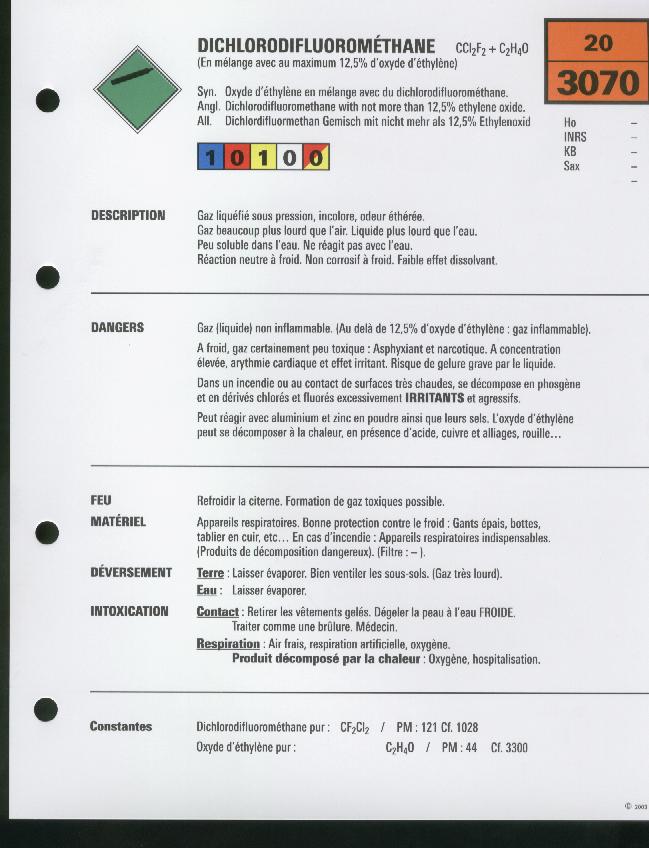 DICHLORODIFLUOROMÉTHANE CCl₂F₂ + C₂H₄O
(En mélange avec au maximum 12,5% d'oxyde d'éthylène)
20
3070
Syn. Oxyde d'éthylène en mélange avec du dichlorodifluorométhane.
Angl. Dichlorodifluoromethane with not more than 12,5% ethylene oxide.
All. Dichlordifluormethan Gemisch mit nicht mehr als 12,5% Ethylenoxid
Ho –
INRS –
KB –
Sax –
–
1 0 1 0 0
DESCRIPTION
Gaz liquéfié sous pression, incolore, odeur éthérée.
Gaz beaucoup plus lourd que l'air. Liquide plus lourd que l'eau.
Peu soluble dans l'eau. Ne réagit pas avec l'eau.
Réaction neutre à froid. Non corrosif à froid. Faible effet dissolvant.
DANGERS
Gaz (liquide) non inflammable. (Au delà de 12,5% d'oxyde d'éthylène : gaz inflammable).
A froid, gaz certainement peu toxique : Asphyxiant et narcotique. A concentration
élevée, arythmie cardiaque et effet irritant. Risque de gelure grave par le liquide.
Dans un incendie ou au contact de surfaces très chaudes, se décompose en phosgène
et en dérivés chlorés et fluorés excessivement IRRITANTS et agressifs.
Peut réagir avec aluminium et zinc en poudre ainsi que leurs sels. L'oxyde d'éthylène
peut se décomposer à la chaleur, en présence d'acide, cuivre et alliages, rouille...
FEU Refroidir la citerne. Formation de gaz toxiques possible.
MATÉRIEL Appareils respiratoires. Bonne protection contre le froid : Gants épais, bottes,
tablier en cuir, etc... En cas d'incendie : Appareils respiratoires indispensables.
(Produits de décomposition dangereux). (Filtre : – ).
DÉVERSEMENT Terre : Laisser évaporer. Bien ventiler les sous-sols. (Gaz très lourd).
Eau : Laisser évaporer.
INTOXICATION Contact : Retirer les vêtements gelés. Dégeler la peau à l'eau FROIDE.
Traiter comme une brûlure. Médecin.
Respiration : Air frais, respiration artificielle, oxygène.
Produit décomposé par la chaleur : Oxygène, hospitalisation.
Constantes Dichlorodifluorométhane pur : CF₂Cl₂ / PM : 121 Cf. 1028
Oxyde d'éthylène pur : C₂H₄O / PM : 44 Cf. 3300
© 2003